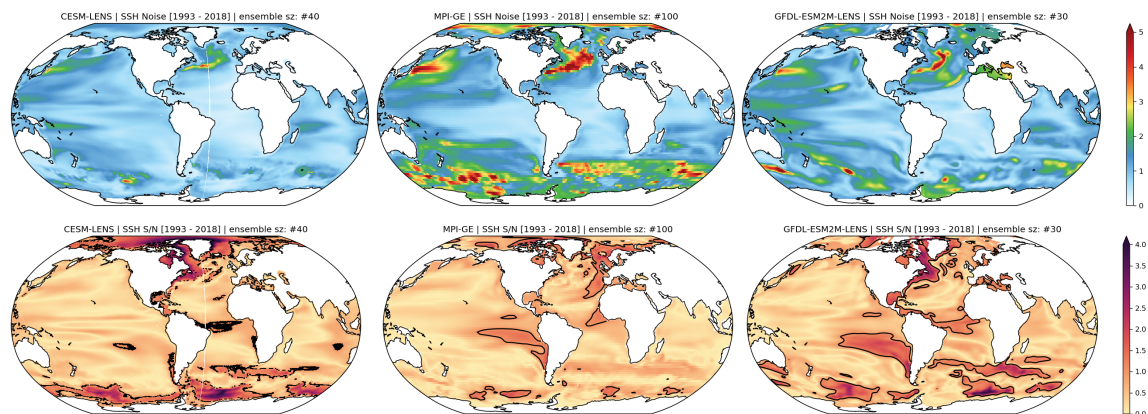 CESM-LENS | SSH Noise [1993 - 2018] | ensemble sz: #40
MPI-GE | SSH Noise [1993 - 2018] | ensemble sz: #100
GFDL-ESM2M-LENS | SSH Noise [1993 - 2018] | ensemble sz: #30
5
4
3
2
1
0
CESM-LENS | SSH S/N [1993 - 2018] | ensemble sz: #40
MPI-GE | SSH S/N [1993 - 2018] | ensemble sz: #100
GFDL-ESM2M-LENS | SSH S/N [1993 - 2018] | ensemble sz: #30
4.0
3.5
3.0
2.5
2.0
1.5
1.0
0.5
0.0